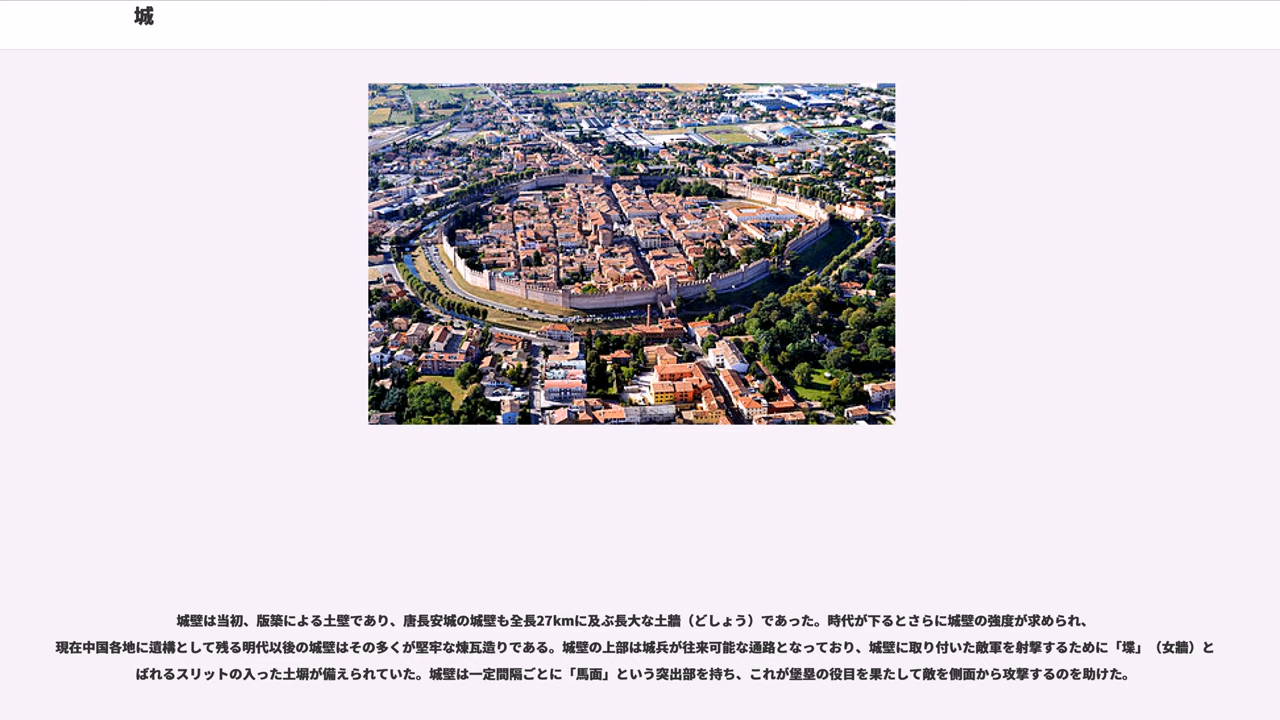 城
城壁は当初、版築による土壁であり、唐長安城の城壁も全長27kmに及ぶ長大な土牆（どしょう）であった。時代が下るとさらに城壁の強度が求められ、
現在中国各地に遺構として残る明代以後の城壁はその多くが堅牢な煉瓦造りである。城壁の上部は城兵が往来可能な通路となっており、城壁に取り付いた敵軍を射撃するために「堞」（女牆）と
ばれるスリットの入った土塀が備えられていた。城壁は一定間隔ごとに「馬面」という突出部を持ち、これが堡塁の役目を果たして敵を側面から攻撃するのを助けた。